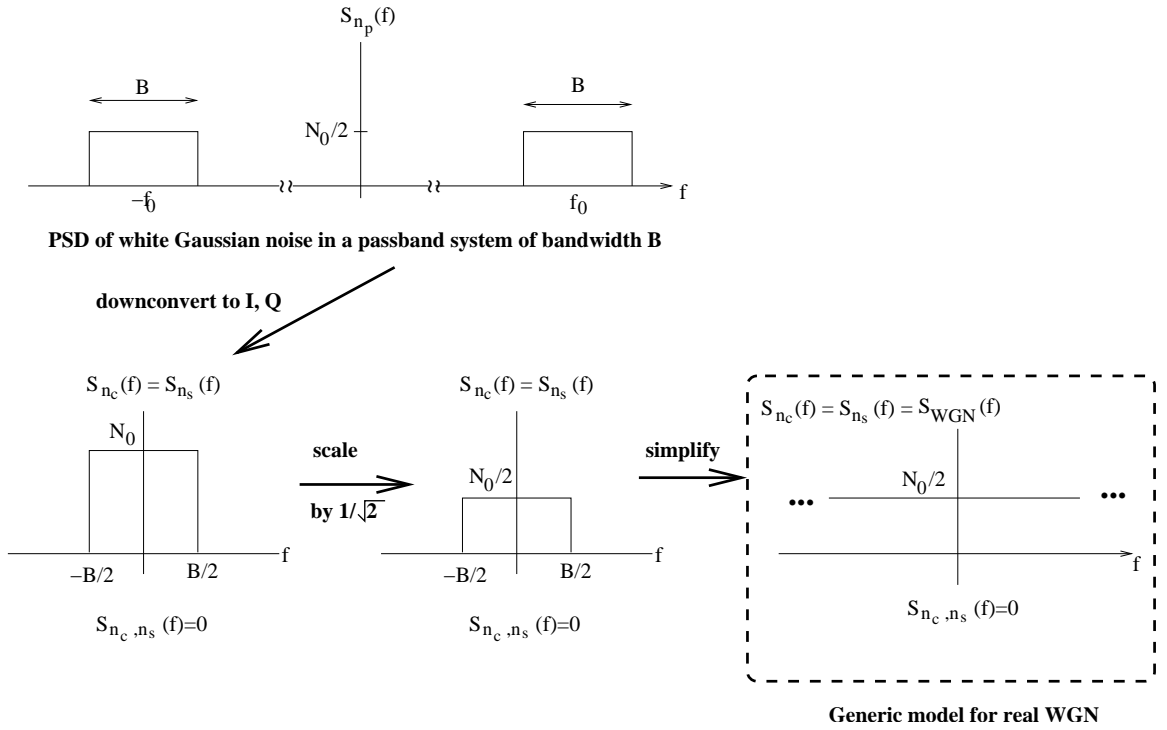 S_{n_p}(f)
B
B
N_0/2
−f_0
f_0
f
PSD of white Gaussian noise in a passband system of bandwidth B
downconvert to I, Q
S_{n_c}(f) = S_{n_s}(f)
N_0
f
−B/2
B/2
S_{n_c,n_s}(f)=0
scale
by 1/√2
S_{n_c}(f) = S_{n_s}(f)
N_0/2
f
−B/2
B/2
S_{n_c,n_s}(f)=0
simplify
S_{n_c}(f) = S_{n_s}(f) = S_{WGN}(f)
N_0/2
...
...
f
S_{n_c,n_s}(f)=0
Generic model for real WGN